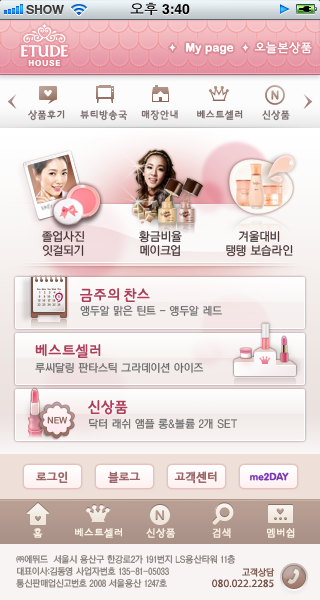 SHOW 오후 3:40
ETUDE
HOUSE
My page 오늘본상품
상품후기 뷰티방송국 매장안내 베스트셀러 신상품
졸업사진
잇걸되기
황금비율
메이크업
겨울대비
탱탱 보습라인
금주의 찬스
앵두알 맑은 틴트 - 앵두알 레드
베스트셀러
루씨달링 판타스틱 그라데이션 아이즈
NEW
신상품
닥터 래쉬 앰플 롱&볼륨 2개 SET
로그인 블로그 고객센터 me2DAY
홈 베스트셀러 신상품 검색 멤버쉽
㈜에뛰드 서울시 용산구 한강로2가 191번지 LS용산타워 11층
대표이사:김동영 사업자번호 135-81-05033
통신판매업신고번호 2008 서울용산 1247호
고객상담
080.022.2285